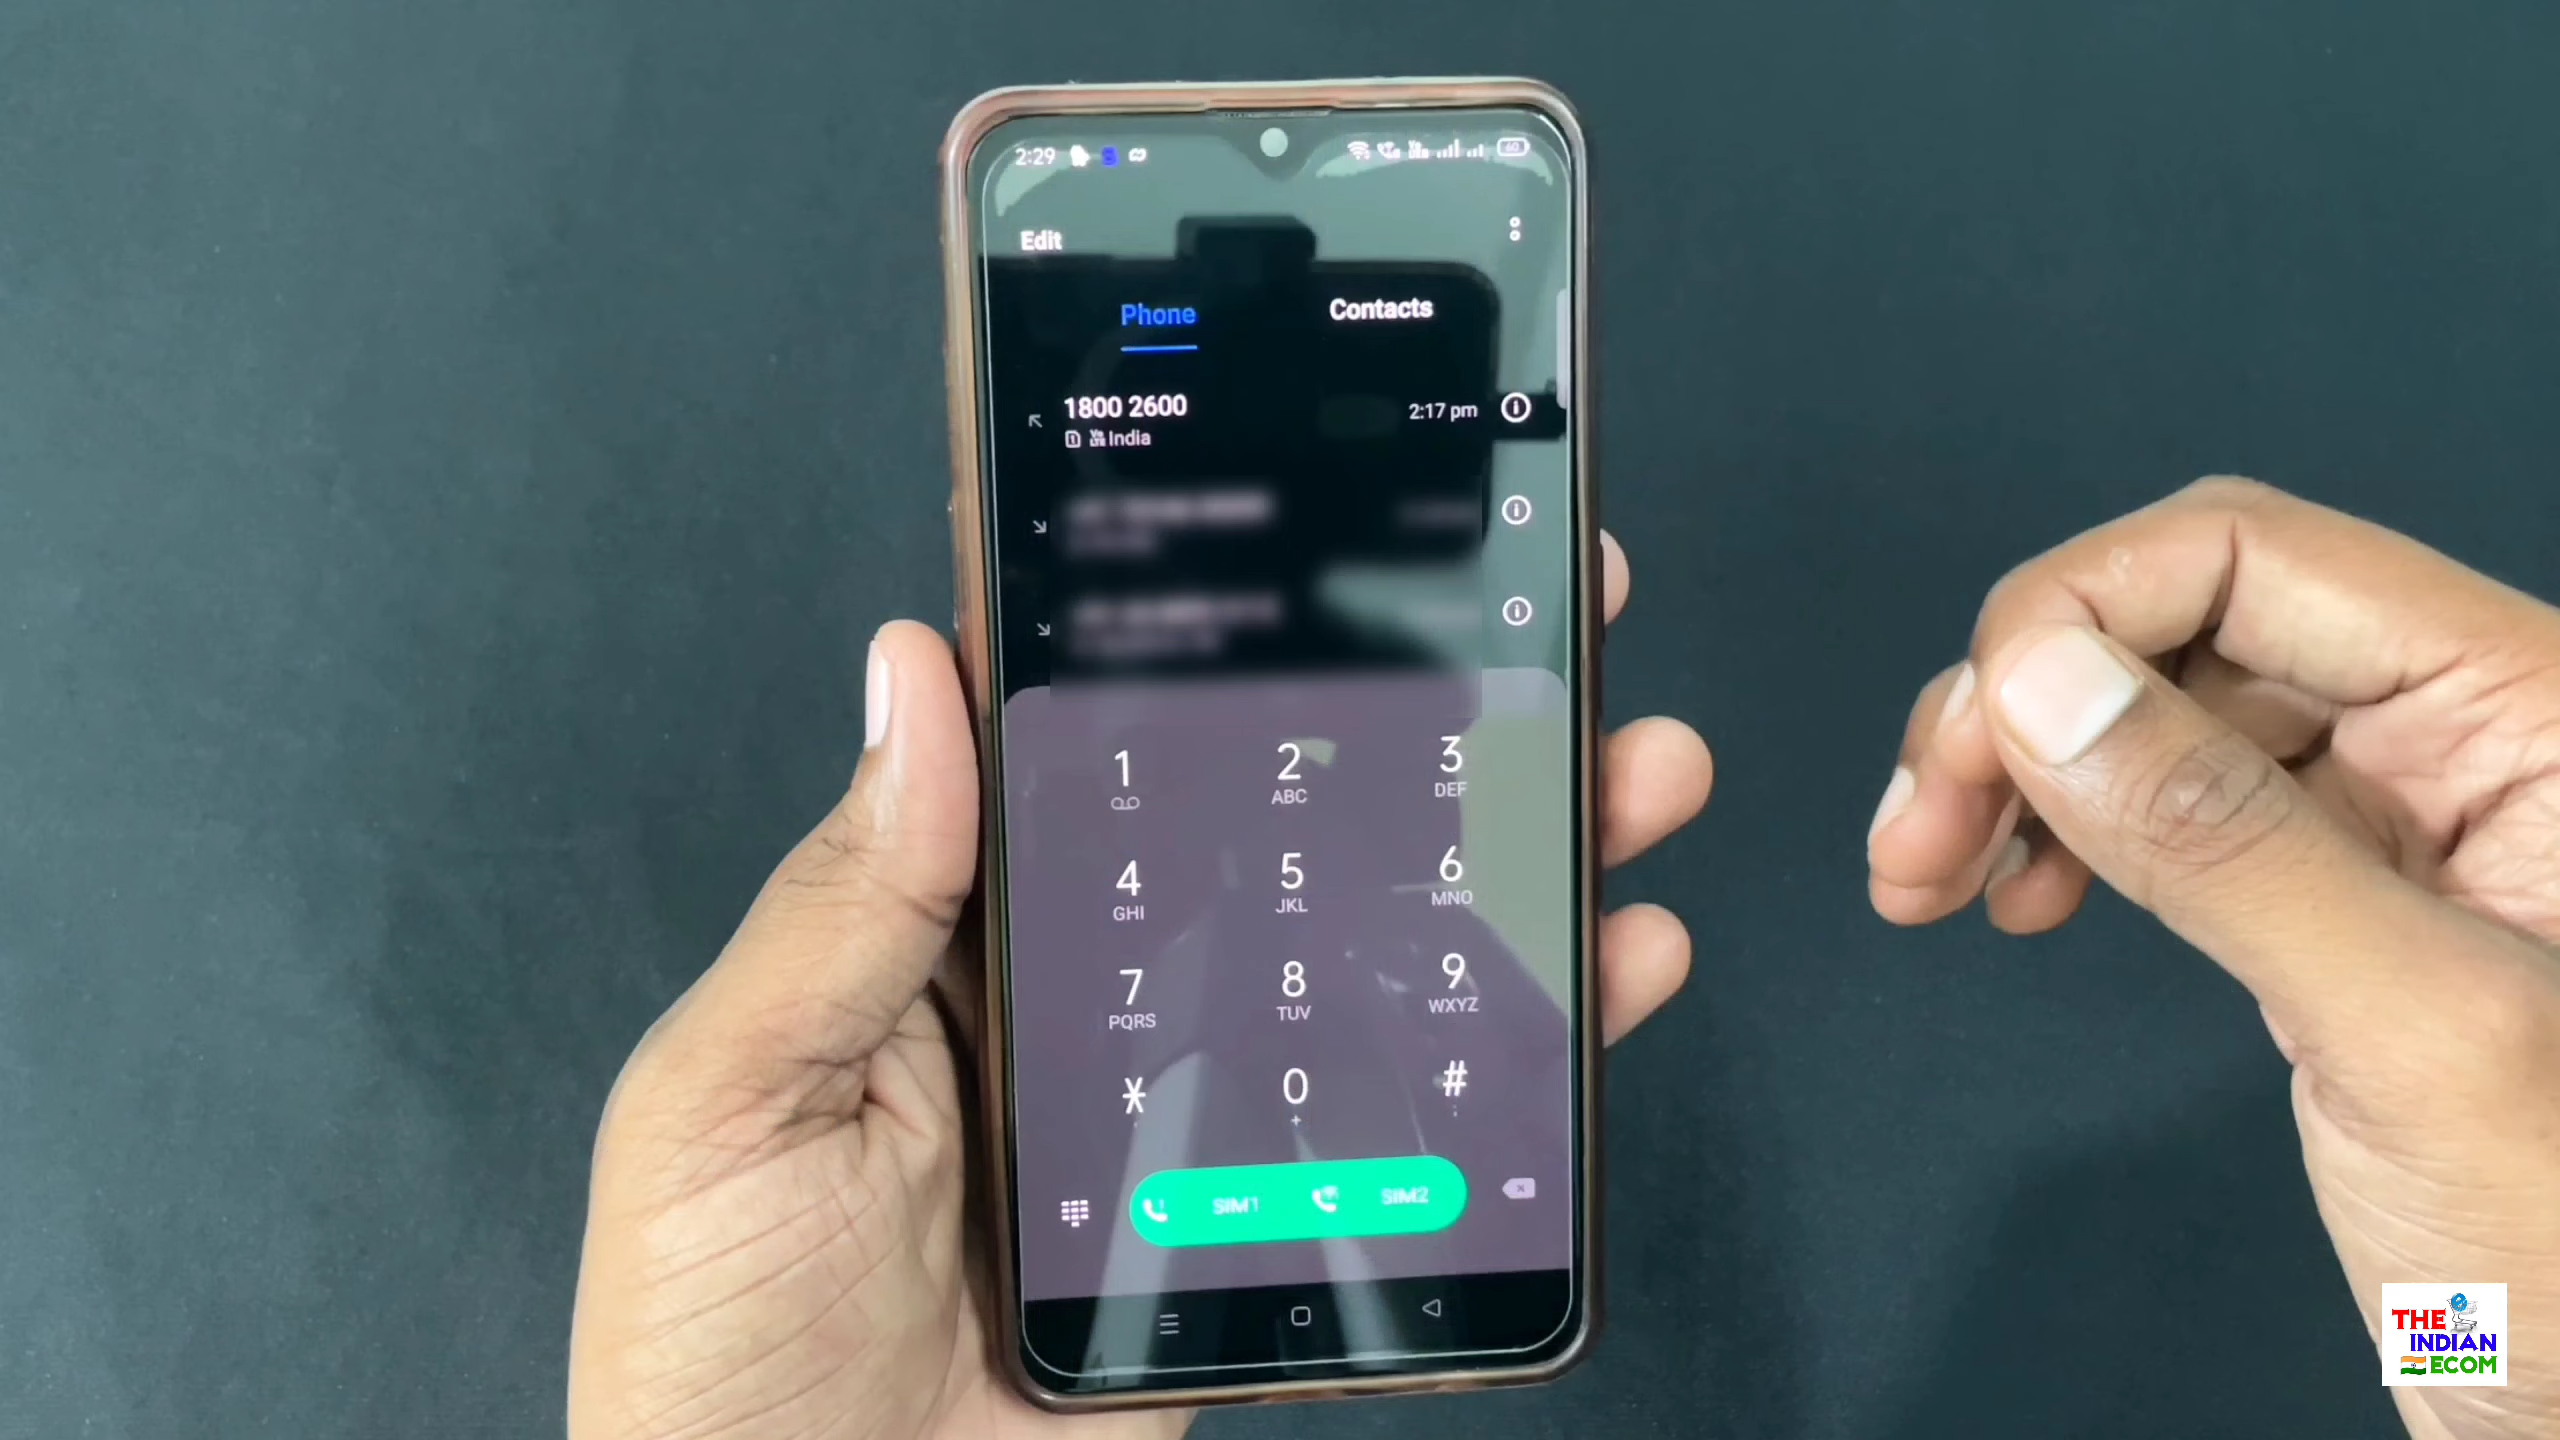 2:29
60
Edit
Phone Contacts
1800 2600
2:17 pm
India
1 2 3
ABC DEF
4 5 6
GHI JKL MNO
7 8 9
PQRS TUV WXYZ
* 0 #
+ ;
SIM1 SIM2
THE
INDIAN
ECOM